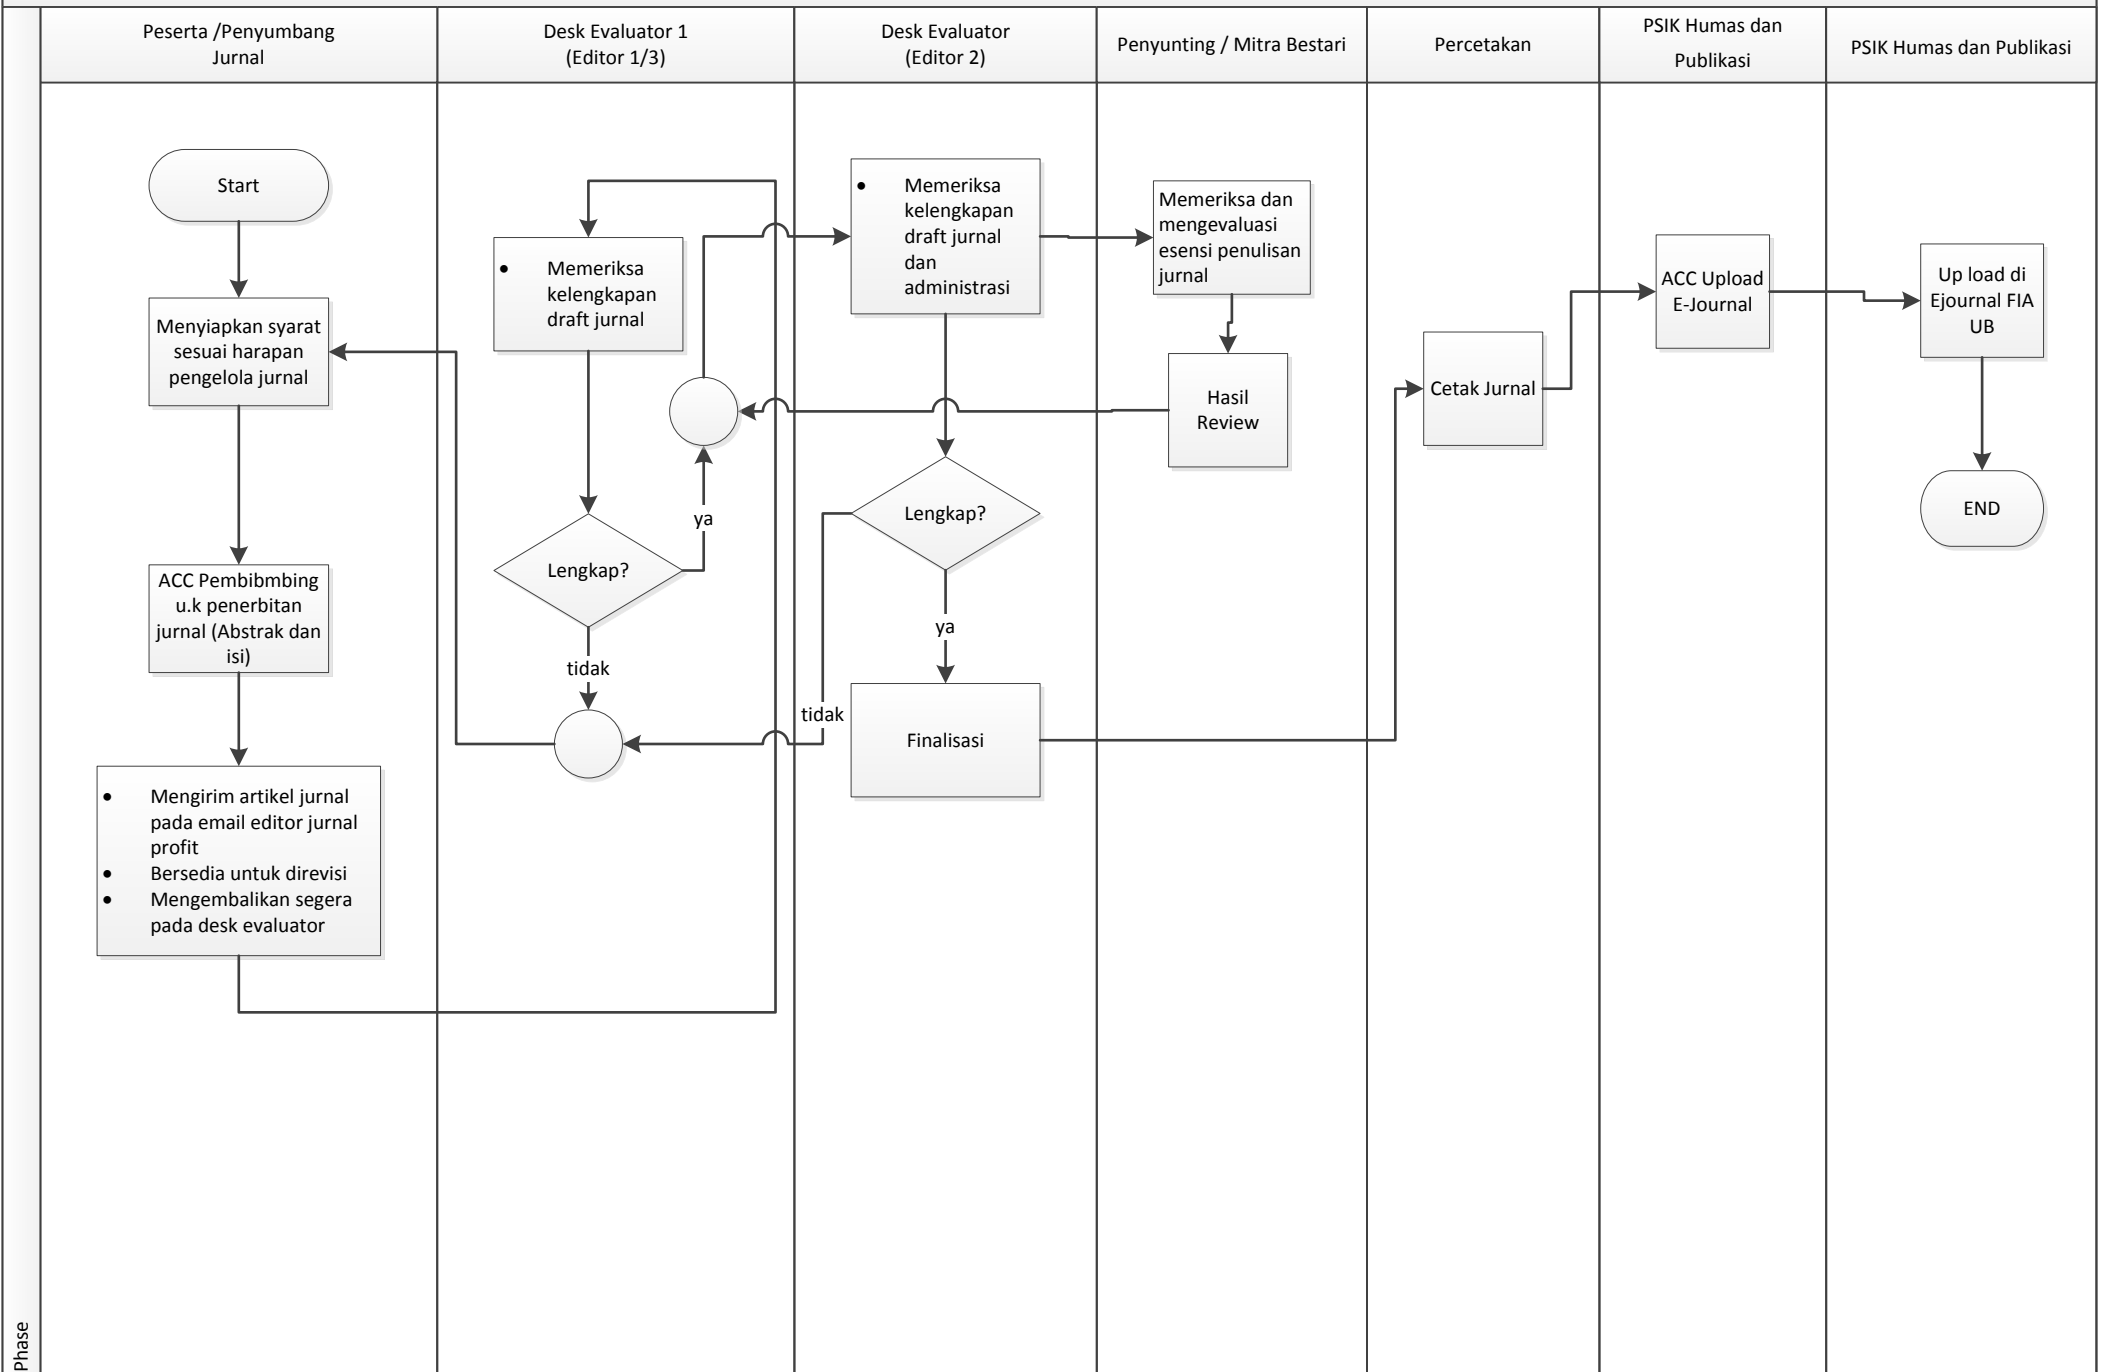 Peserta /Penyumbang
Jurnal
Desk Evaluator 1
(Editor 1/3)
Desk Evaluator
(Editor 2)
Penyunting / Mitra Bestari
Percetakan
PSIK Humas dan
Publikasi
PSIK Humas dan Publikasi
Start
Menyiapkan syarat
sesuai harapan
pengelola jurnal
ACC Pembibmbing
u.k penerbitan
jurnal (Abstrak dan
isi)
• Mengirim artikel jurnal
pada email editor jurnal
profit
• Bersedia untuk direvisi
• Mengembalikan segera
pada desk evaluator
• Memeriksa
kelengkapan
draft jurnal
Lengkap?
ya
tidak
• Memeriksa
kelengkapan
draft jurnal
dan
administrasi
Lengkap?
ya
tidak
Finalisasi
Memeriksa dan
mengevaluasi
esensi penulisan
jurnal
Hasil
Review
Cetak Jurnal
ACC Upload
E-Journal
Up load di
Ejournal FIA
UB
END
Phase